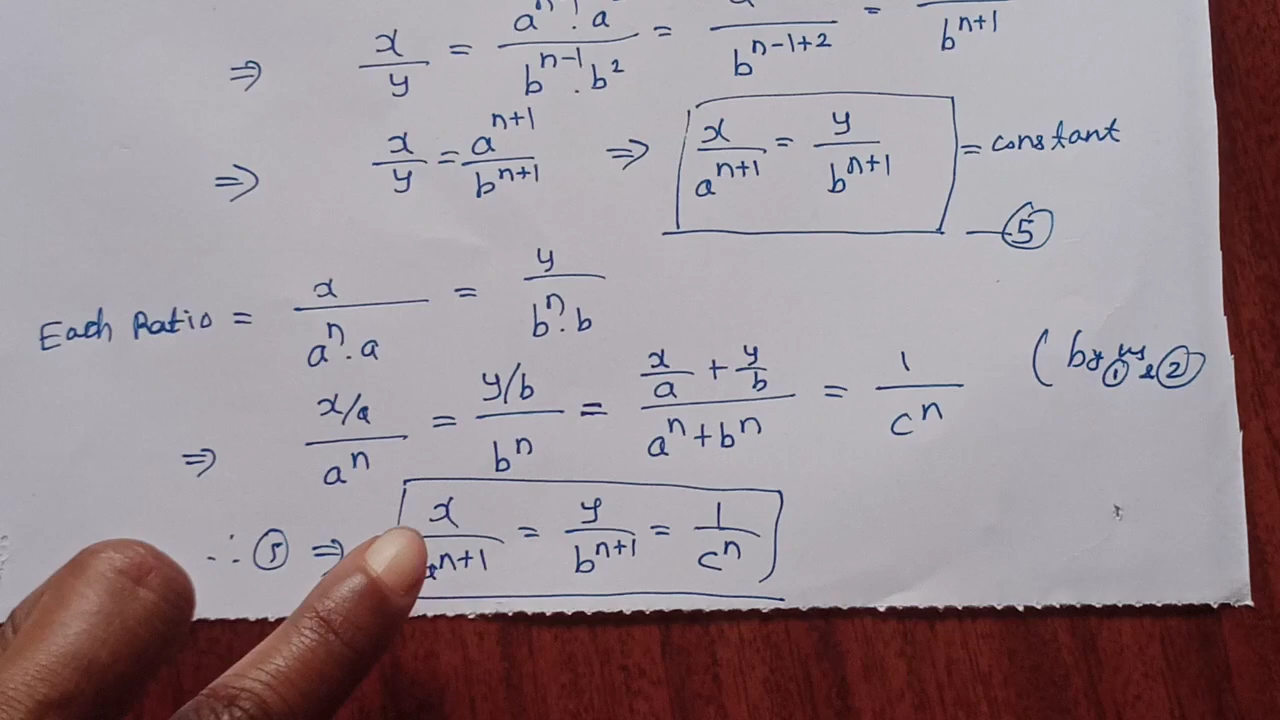 ⇒ x/y = aⁿ · a / bⁿ⁻¹ · b² = / bⁿ⁻¹⁺² = / bⁿ⁺¹
⇒ x/y = aⁿ⁺¹/bⁿ⁺¹ ⇒ x/aⁿ⁺¹ = y/bⁿ⁺¹ = constant
—⑤
Each Ratio = x/aⁿ·a = y/bⁿ·b
⇒ x/a / aⁿ = y/b / bⁿ = x/a + y/b / aⁿ + bⁿ = 1/cⁿ (by ① & ②)
∴ ⑤ ⇒ x/aⁿ⁺¹ = y/bⁿ⁺¹ = 1/cⁿ